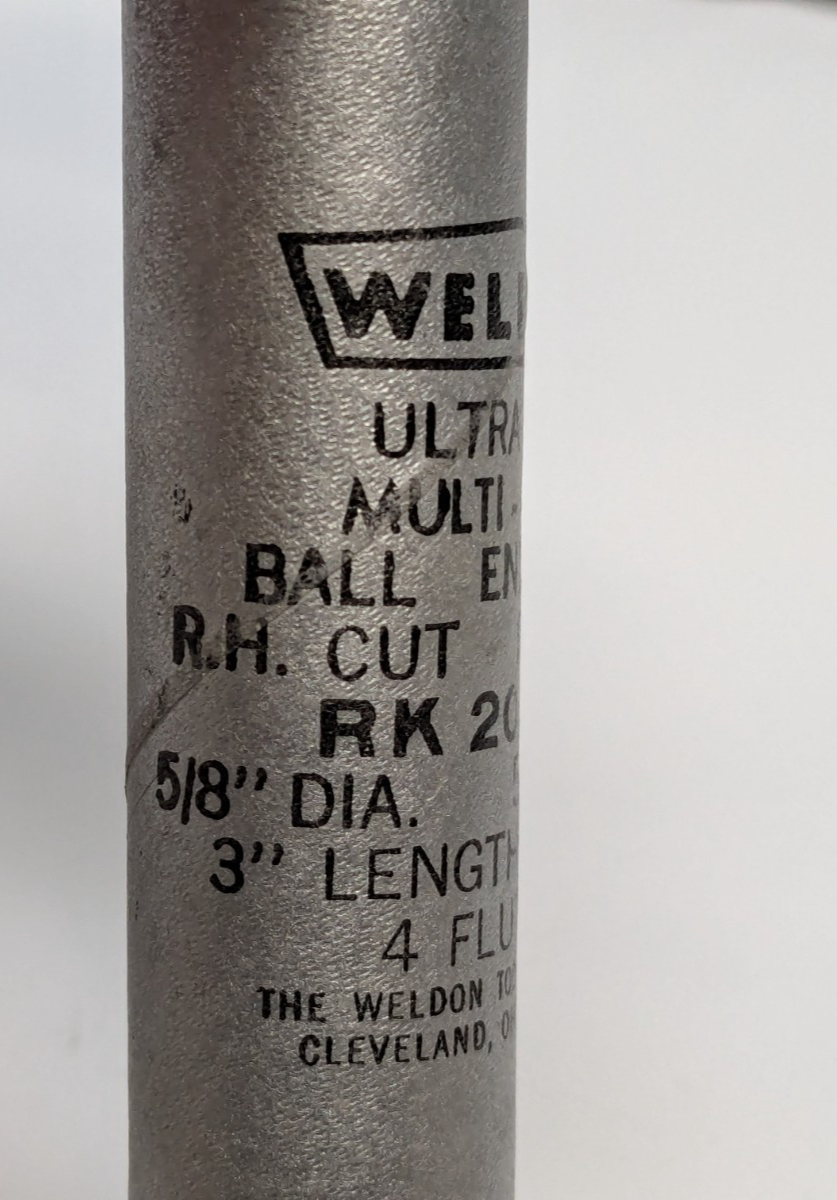 WEL
ULTRA
MULTI-
BALL EN
R.H. CUT
RK 20
5/8" DIA. 5
3" LENGTH
4 FLU
THE WELDON TO
CLEVELAND, O